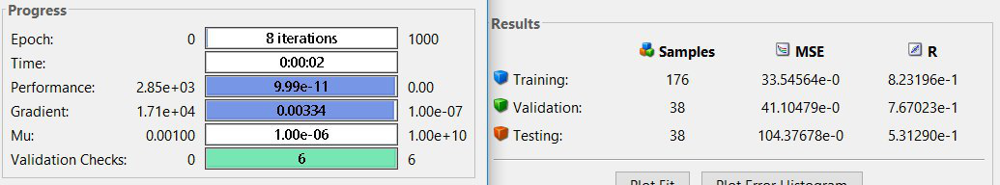 Progress
Epoch: 0 8 iterations 1000
Time: 0:00:02
Performance: 2.85e+03 9.99e-11 0.00
Gradient: 1.71e+04 0.00334 1.00e-07
Mu: 0.00100 1.00e-06 1.00e+10
Validation Checks: 0 6 6
Results
Samples MSE R
Training: 176 33.54564e-0 8.23196e-1
Validation: 38 41.10479e-0 7.67023e-1
Testing: 38 104.37678e-0 5.31290e-1
Plot Fit Plot Error Histogram